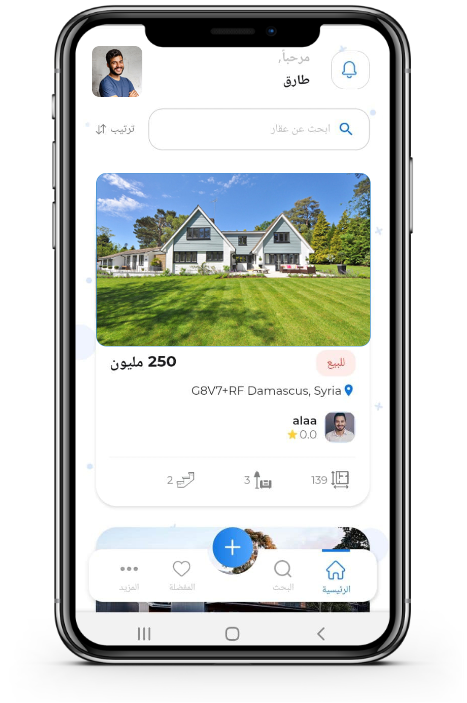 مرحباً,
طارق
ابحث عن عقار
ترتيب
للبيع
250 مليون
G8V7+RF Damascus, Syria
alaa
0.0
139
3
2
الرئيسية
البحث
المفضلة
المزيد